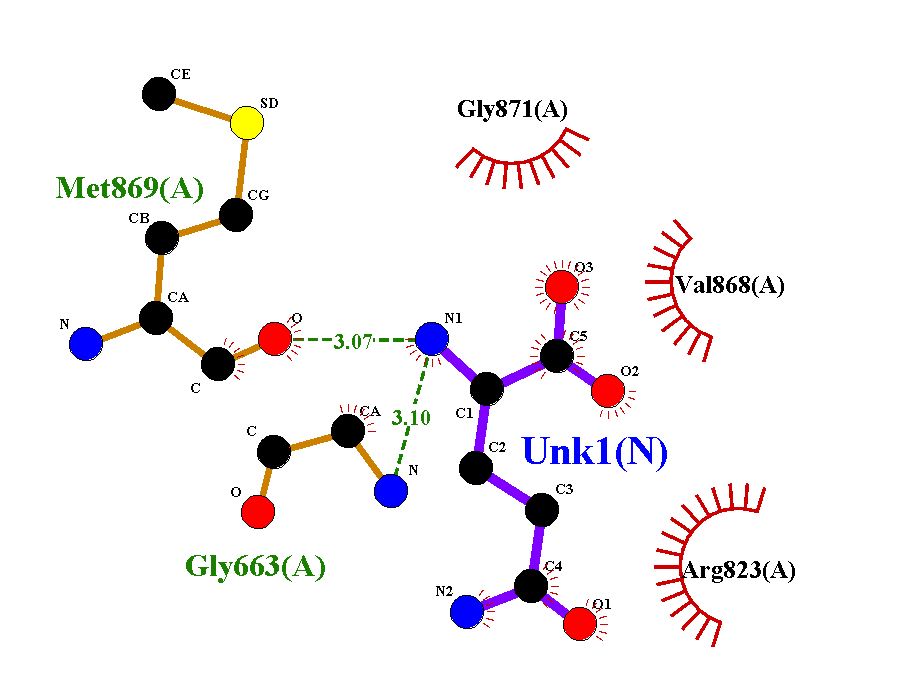 CE
SD
Gly871(A)
Met869(A)
CG
CB
O3
Val868(A)
CA
N
O
N1
3.07
C5
C
O2
CA
C1
3.10
C
C2
Unk1(N)
N
O
C3
Gly663(A)
C4
Arg823(A)
N2
O1